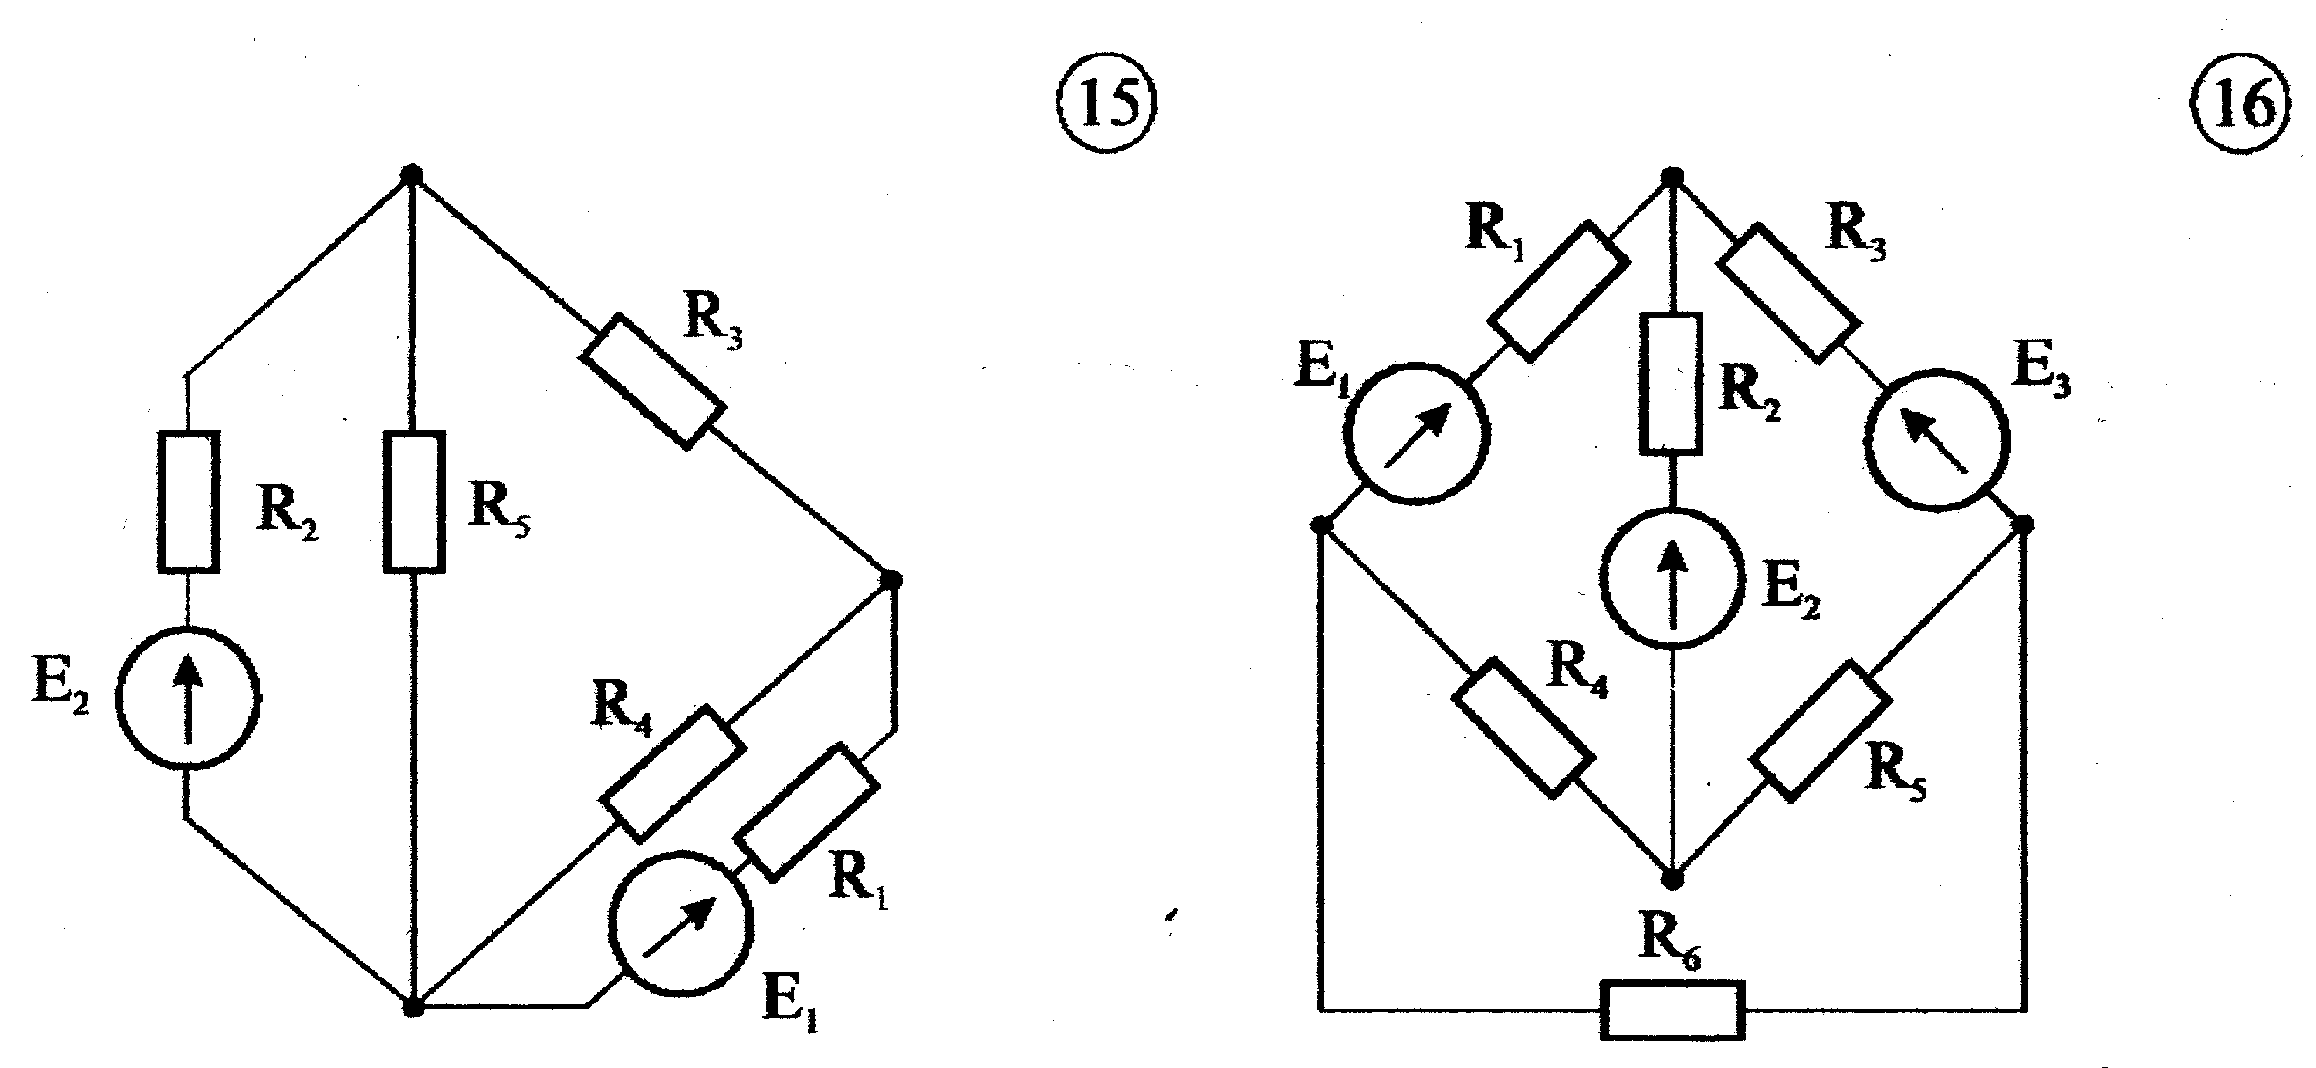 15
R₃
R₂
R₅
E₂
R₄
R₁
E₁
16
R₁
R₃
E₁
R₂
E₃
E₂
R₄
R₅
R₆